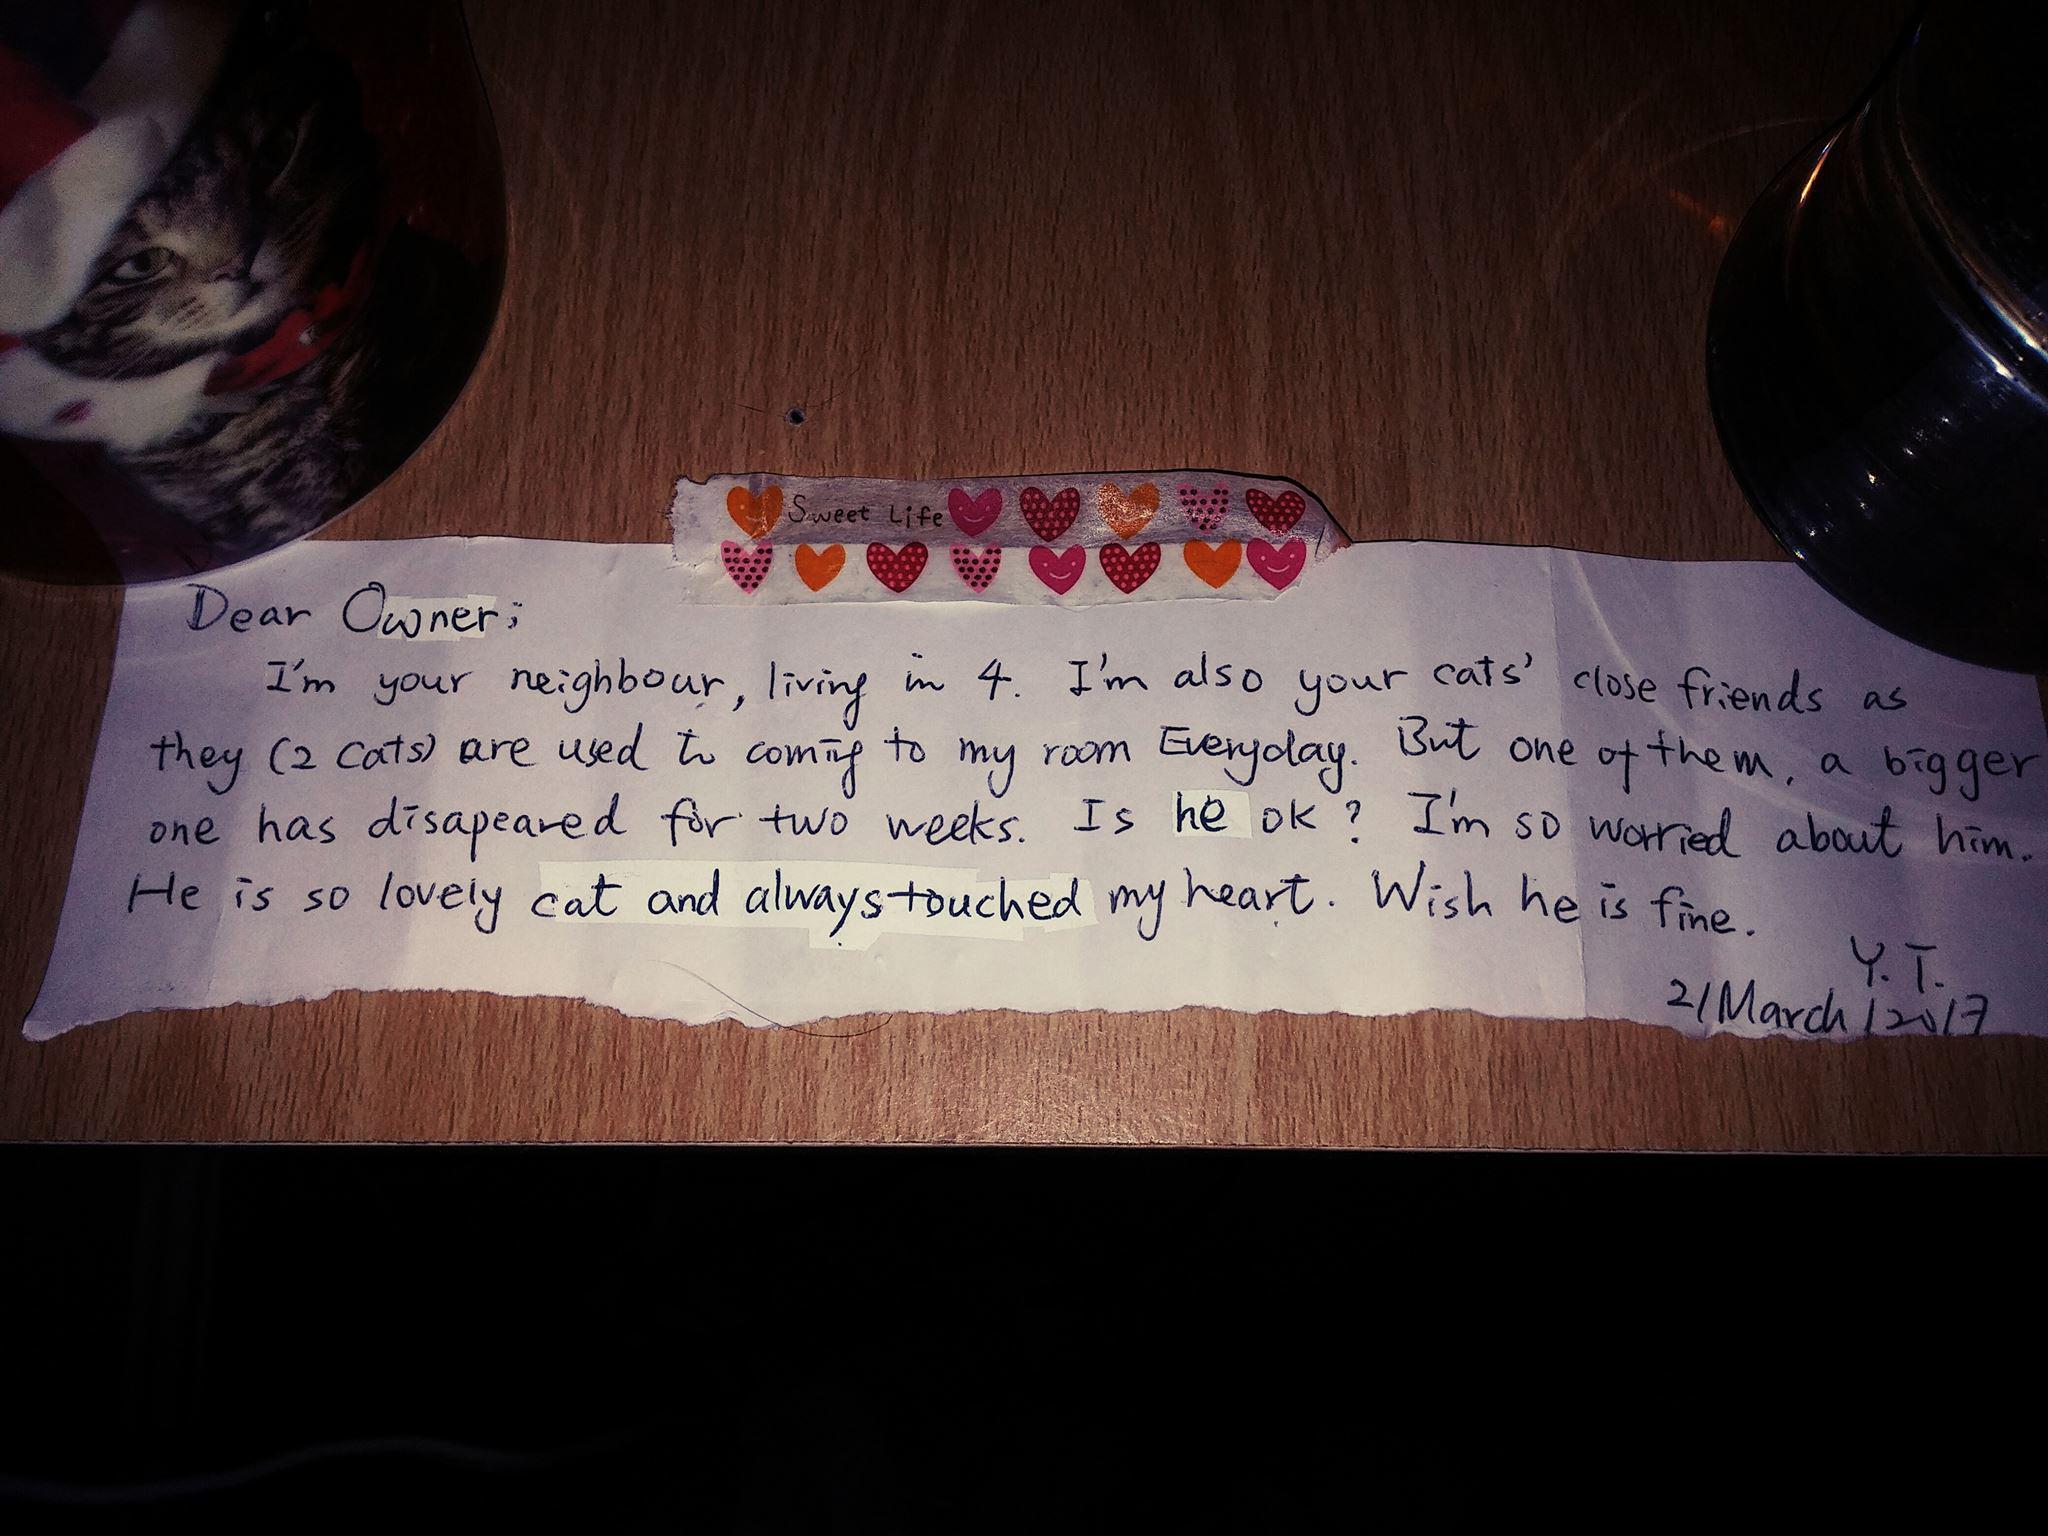 Sweet Life
Dear Owner;
I'm your neighbour, living in 4. I'm also your cats' close friends as
they (2 cats) are used to coming to my room Everyday. But one of them, a bigger
one has disapeared for two weeks. Is he ok? I'm so worried about him.
He is so lovely cat and always touched my heart. Wish he is fine.
Y.T.
21/March/2017